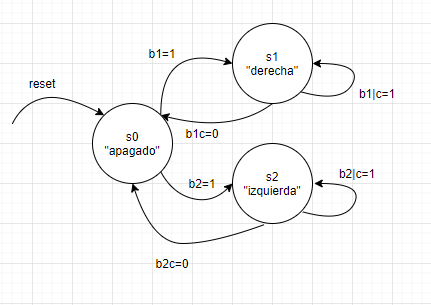 s1
"derecha"
b1=1
reset
b1|c=1
b1c=0
s0
"apagado"
b2=1
s2
"izquierda"
b2|c=1
b2c=0